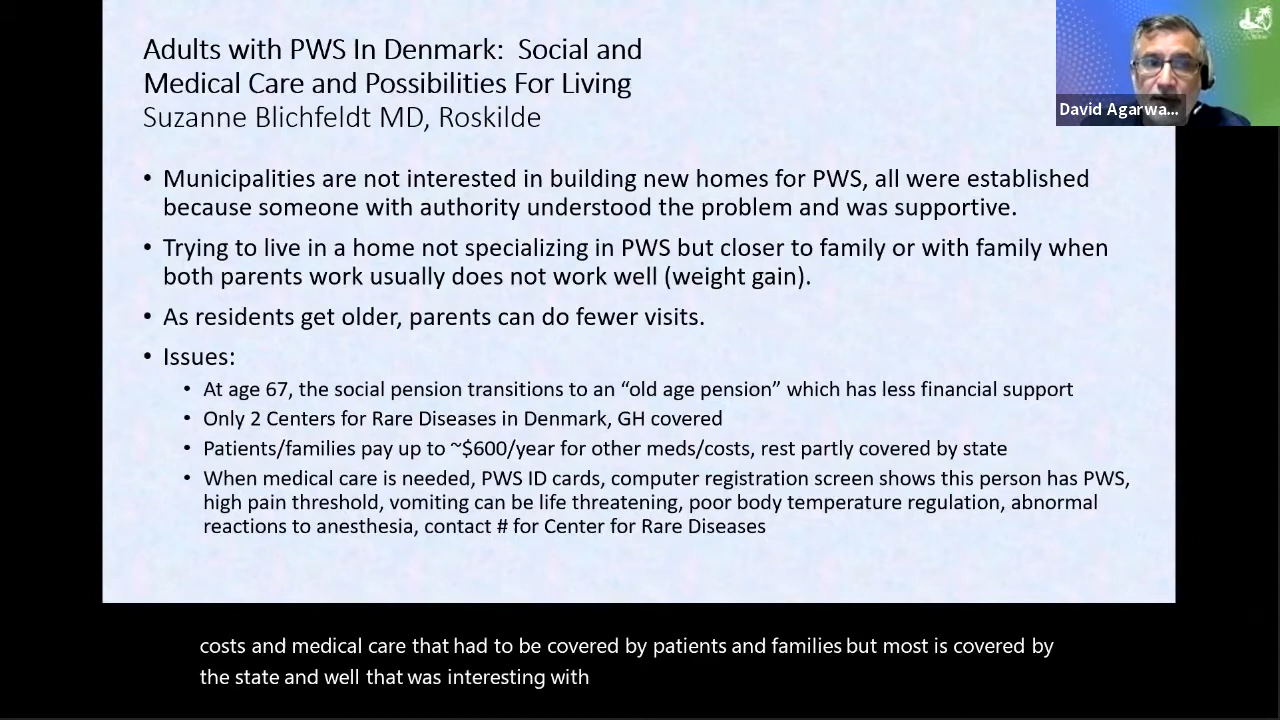 Adults with PWS In Denmark: Social and
Medical Care and Possibilities For Living
Suzanne Blichfeldt MD, Roskilde
David Agarwa...
• Municipalities are not interested in building new homes for PWS, all were established
because someone with authority understood the problem and was supportive.
• Trying to live in a home not specializing in PWS but closer to family or with family when
both parents work usually does not work well (weight gain).
• As residents get older, parents can do fewer visits.
• Issues:
• At age 67, the social pension transitions to an “old age pension” which has less financial support
• Only 2 Centers for Rare Diseases in Denmark, GH covered
• Patients/families pay up to ~$600/year for other meds/costs, rest partly covered by state
• When medical care is needed, PWS ID cards, computer registration screen shows this person has PWS,
high pain threshold, vomiting can be life threatening, poor body temperature regulation, abnormal
reactions to anesthesia, contact # for Center for Rare Diseases
costs and medical care that had to be covered by patients and families but most is covered by
the state and well that was interesting with